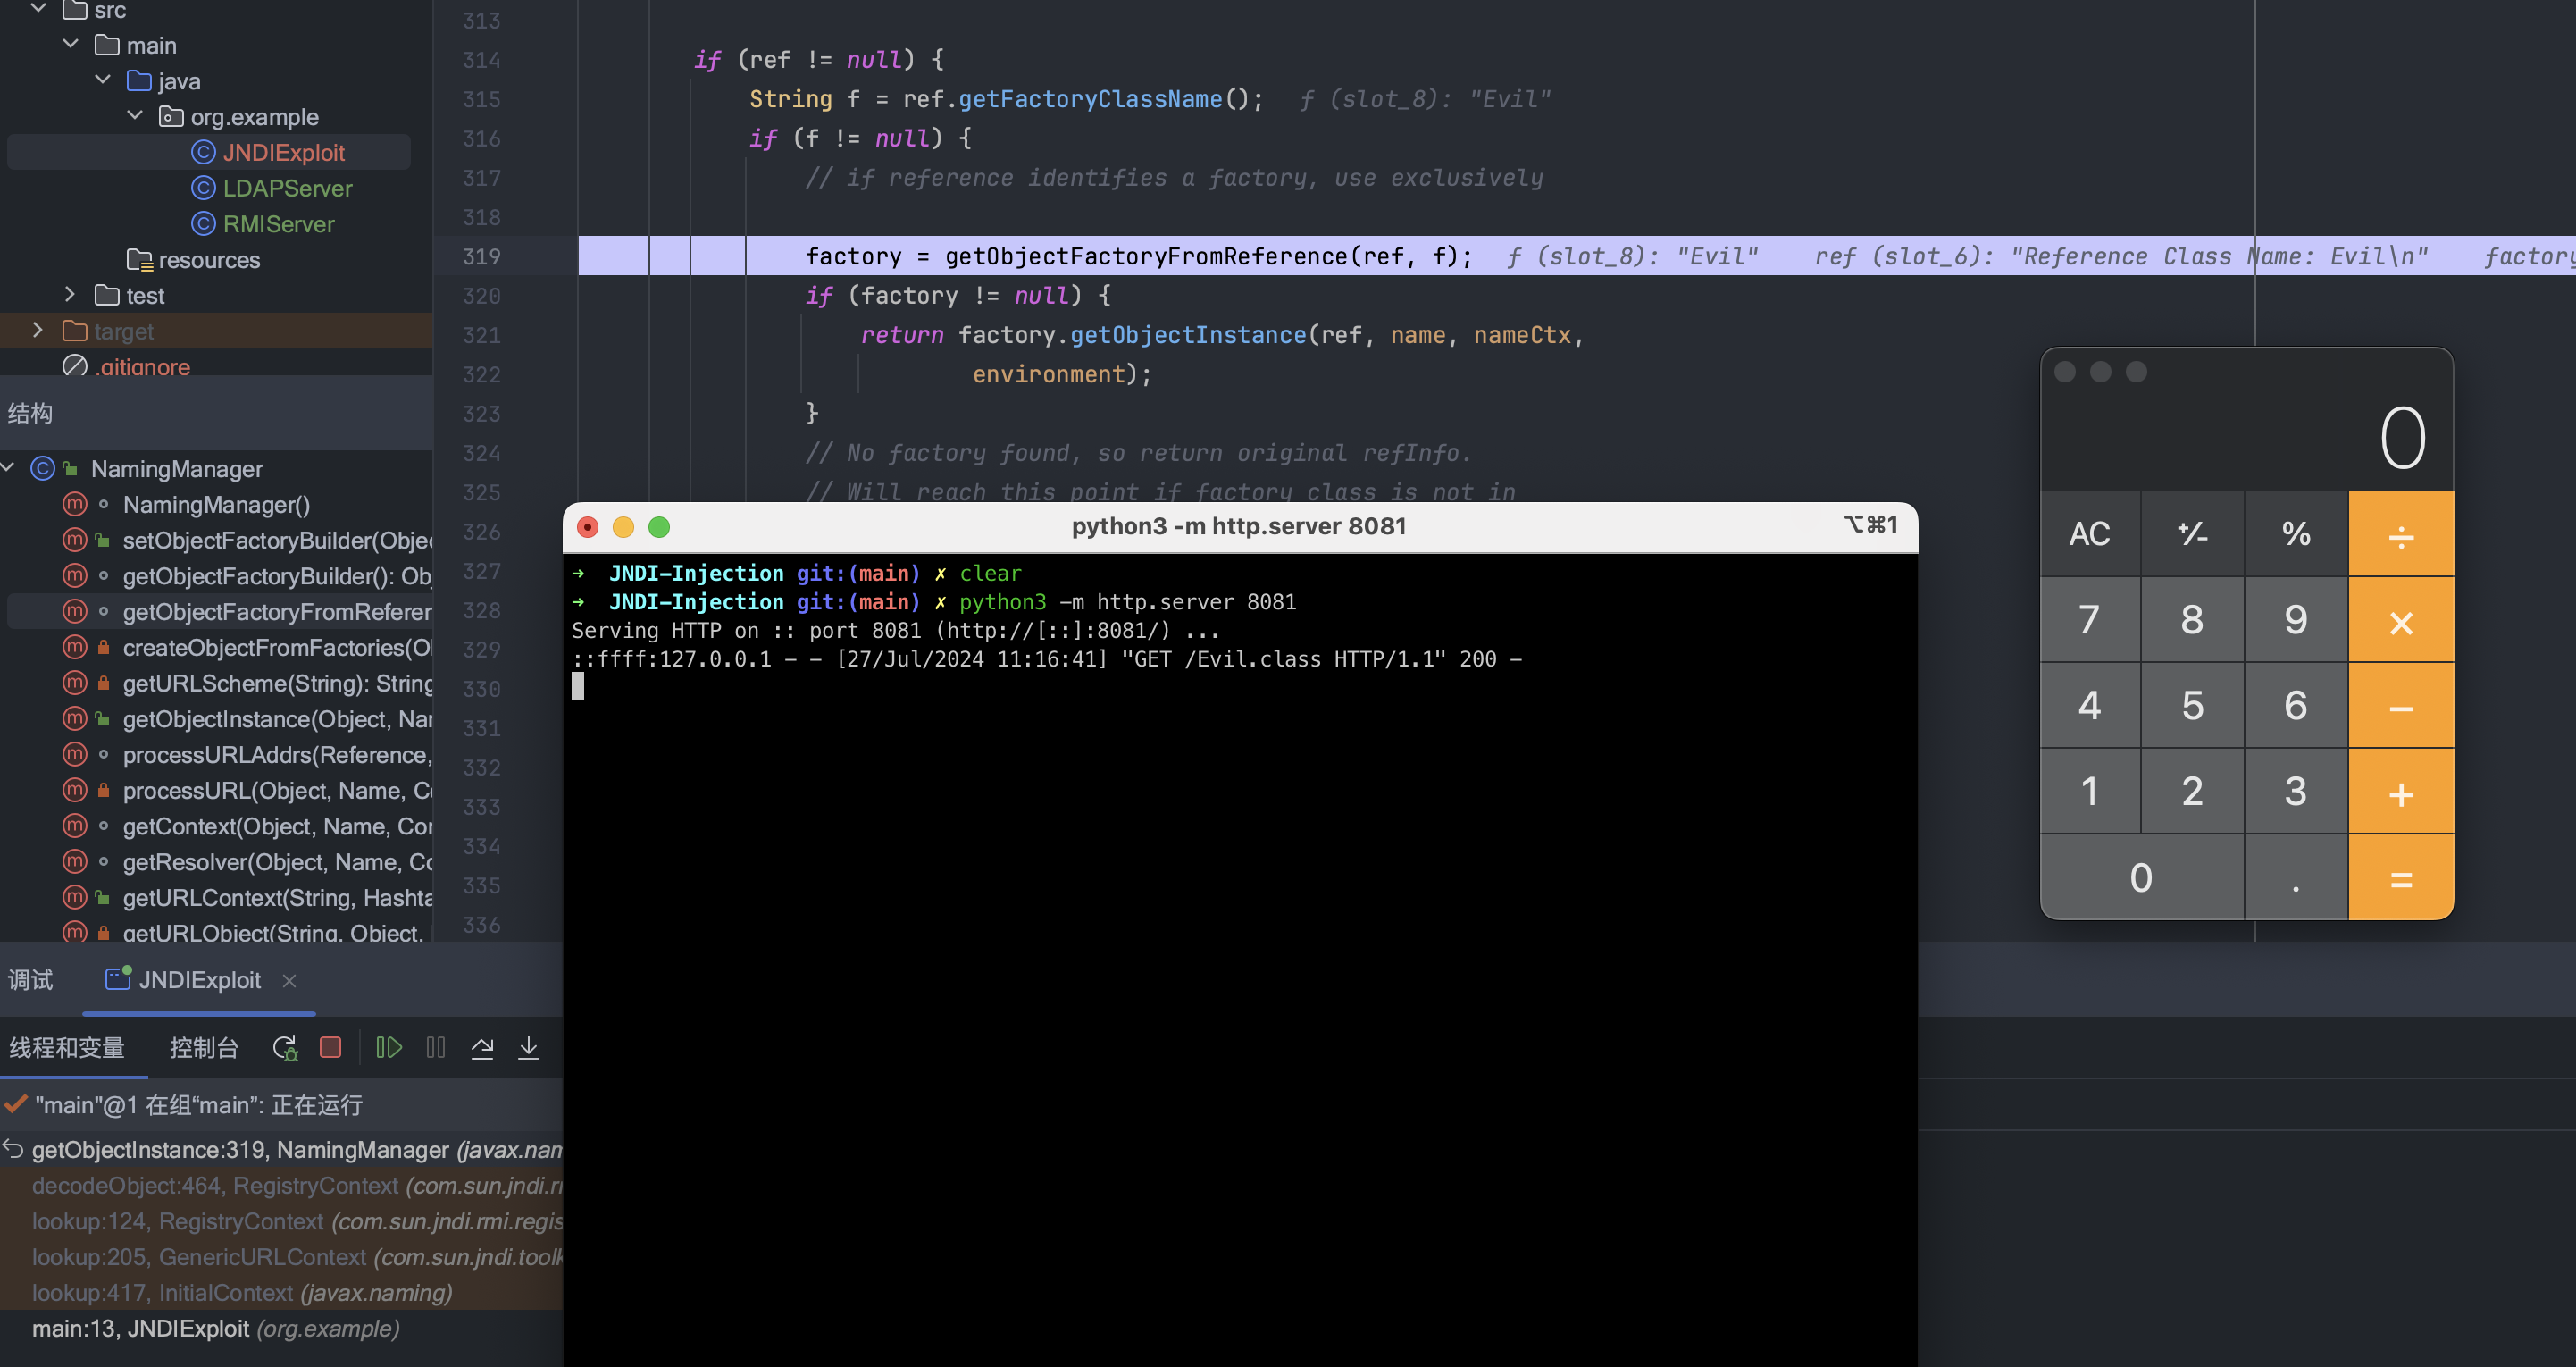 src
main
java
org.example
JNDIExploit
LDAPServer
RMIServer
resources
test
target
.gitignore
结构
NamingManager
NamingManager()
setObjectFactoryBuilder(Objec
getObjectFactoryBuilder(): Ob
getObjectFactoryFromReferer
createObjectFromFactories(Ol
getURLScheme(String): String
getObjectInstance(Object, Nar
processURLAddrs(Reference,
processURL(Object, Name, Co
getContext(Object, Name, Cor
getResolver(Object, Name, Co
getURLContext(String, Hashta
getURLObject(String, Object,
313
314 if (ref != null) {
315 String f = ref.getFactoryClassName(); f (slot_8): "Evil"
316 if (f != null) {
317 // if reference identifies a factory, use exclusively
318
319 factory = getObjectFactoryFromReference(ref, f); f (slot_8): "Evil" ref (slot_6): "Reference Class Name: Evil\n" factory
320 if (factory != null) {
321 return factory.getObjectInstance(ref, name, nameCtx,
322 environment);
323 }
324 // No factory found, so return original refInfo.
325 // Will reach this point if factory class is not in
326
327
328
329
330
331
332
333
334
335
336
python3 -m http.server 8081 ⌥⌘1
➜ JNDI-Injection git:(main) ✗ clear
➜ JNDI-Injection git:(main) ✗ python3 -m http.server 8081
Serving HTTP on :: port 8081 (http://[::]:8081/) ...
::ffff:127.0.0.1 - - [27/Jul/2024 11:16:41] "GET /Evil.class HTTP/1.1" 200 -
0
AC ⁺∕₋ % ÷
7 8 9 ×
4 5 6 −
1 2 3 +
0 . =
调试 JNDIExploit ×
线程和变量 控制台
"main"@1 在组“main”: 正在运行
getObjectInstance:319, NamingManager (javax.nam
decodeObject:464, RegistryContext (com.sun.jndi.ri
lookup:124, RegistryContext (com.sun.jndi.rmi.regis
lookup:205, GenericURLContext (com.sun.jndi.toolk
lookup:417, InitialContext (javax.naming)
main:13, JNDIExploit (org.example)